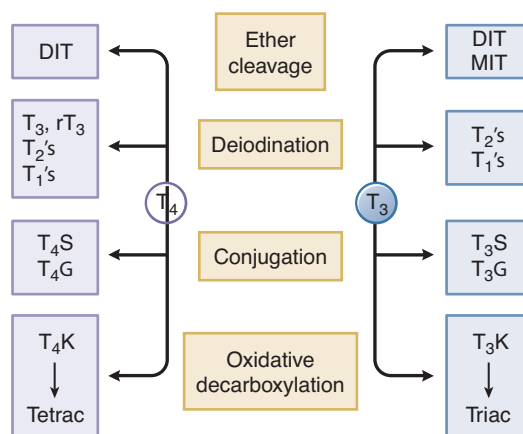 DIT
Ether
cleavage
DIT
MIT
T₃, rT₃
T₂'s
T₁'s
Deiodination
T₂'s
T₁'s
T₄
T₃
T₄S
T₄G
Conjugation
T₃S
T₃G
T₄K
Tetrac
Oxidative
decarboxylation
T₃K
Triac